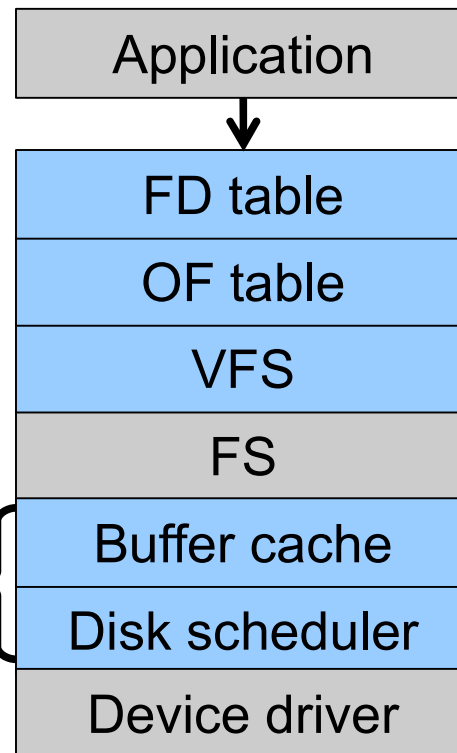 Application
FD table
OF table
VFS
FS
Buffer cache
Disk scheduler
Device driver